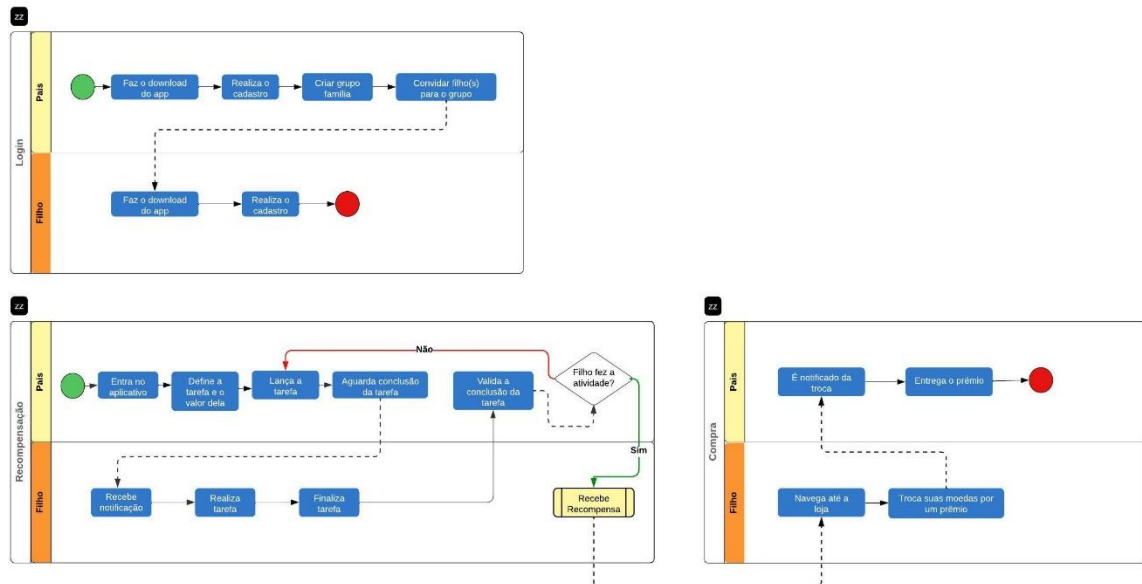 zz
Login
Pais
Faz o download
do app
Realiza o
cadastro
Criar grupo
família
Convidar filho(s)
para o grupo
Filho
Faz o download
do app
Realiza o
cadastro
zz
Recompensação
Pais
Entra no
aplicativo
Define a
tarefa e o
valor dela
Lança a
tarefa
Aguarda conclusão
da tarefa
Valida a
conclusão da
tarefa
Filho fez a
atividade?
Não
Sim
Filho
Recebe
notificação
Realiza
tarefa
Finaliza
tarefa
Recebe
Recompensa
zz
Compra
Pais
É notificado da
troca
Entrega o prémio
Filho
Navega até a
loja
Troca suas moedas por
um prêmio